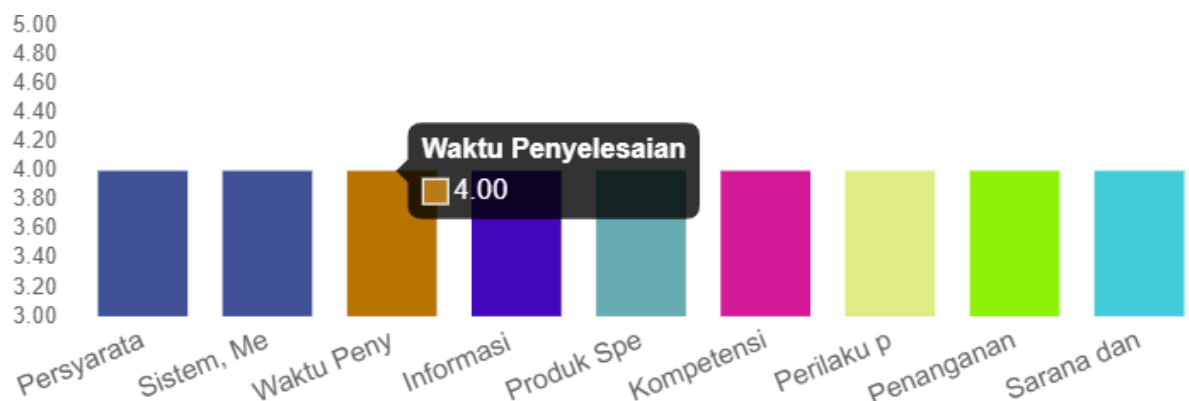 5.00
4.80
4.60
4.40
4.20
4.00
3.80
3.60
3.40
3.20
3.00
Waktu Penyelesaian
4.00
Persyarata
Sistem, Me
Waktu Peny
Informasi
Produk Spe
Kompetensi
Perilaku p
Penanganan
Sarana dan